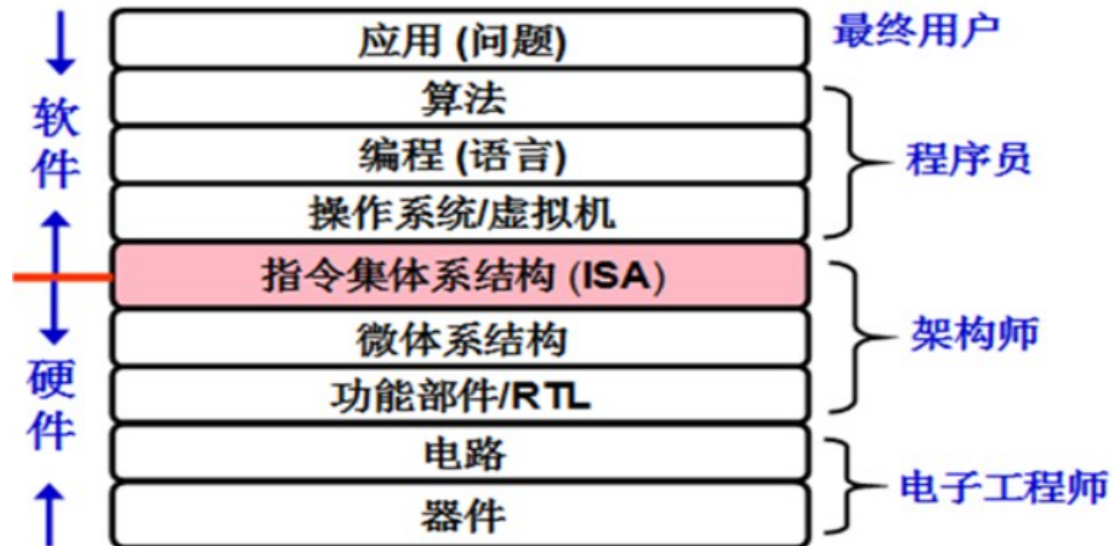 应用 (问题)
最终用户
算法
编程 (语言)
操作系统/虚拟机
程序员
软件
指令集体系结构 (ISA)
微体系结构
功能部件/RTL
架构师
硬件
电路
器件
电子工程师